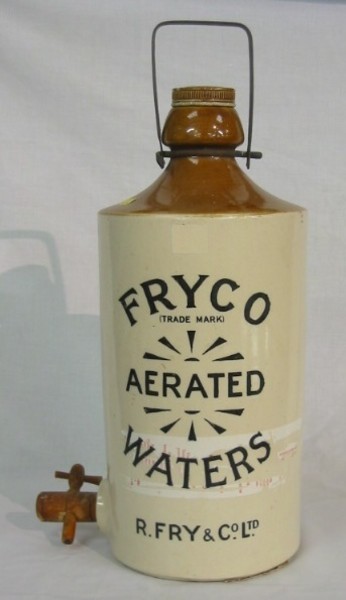 FRYCO
(TRADE MARK)
AERATED
WATERS
R. FRY & Co. LTD